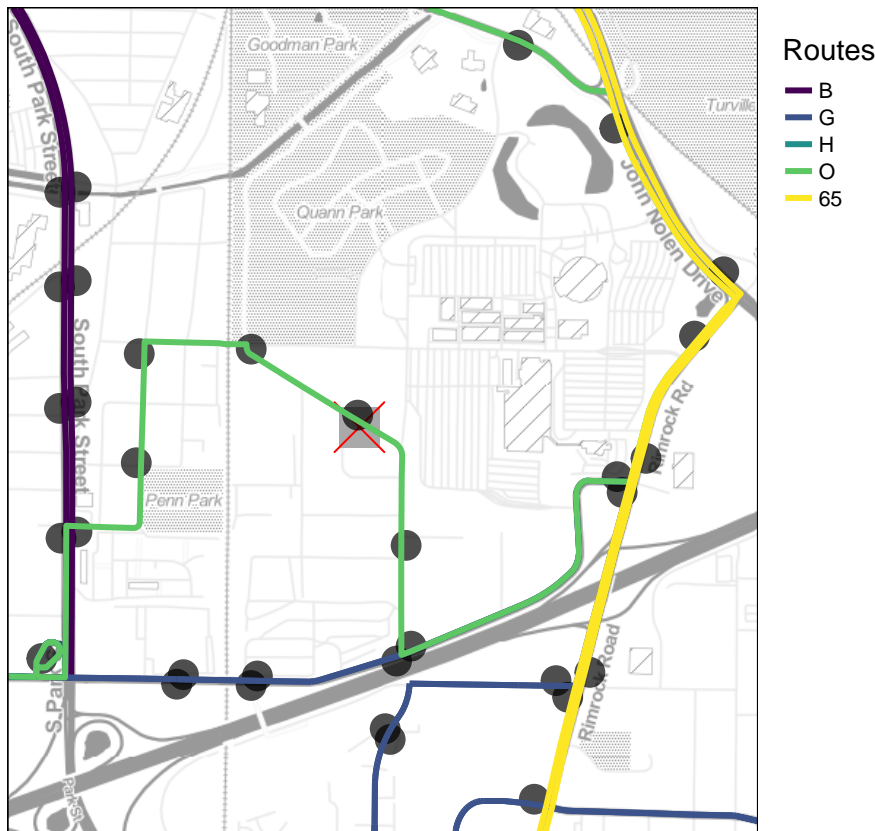 South Park Street
Goodman Park
Turville
Quann Park
John Nolen Drive
South Park Street
Rimrock Rd
Penn Park
S. Park
Rimrock Road
Park St
Routes
B
G
H
O
65